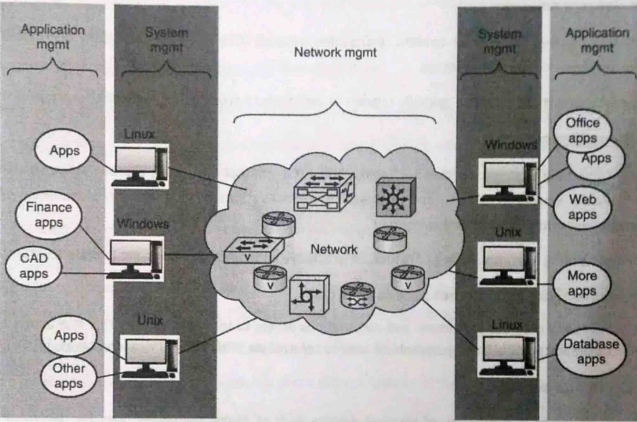 Application
mgmt
System
mgmt
Network mgmt
System
mgmt
Application
mgmt
Linux
Apps
Finance
apps
Windows
CAD
apps
Unix
Apps
Other
apps
Network
V
V
V
Windows
Office
apps
Apps
Web
apps
Unix
More
apps
Linux
Database
apps